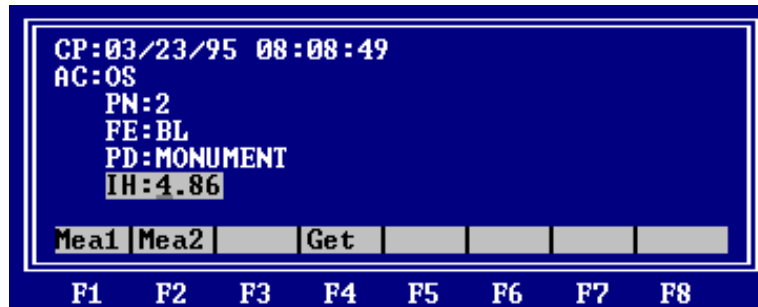 CP:03/23/95 08:08:49
AC:OS
PN:2
FE:BL
PD:MONUMENT
IH:4.86
Mea1 Mea2 Get
F1 F2 F3 F4 F5 F6 F7 F8